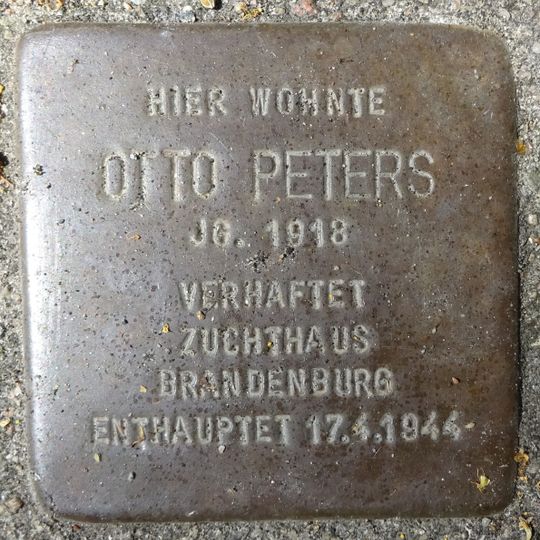 HIER WOHNTE
OTTO PETERS
JG. 1918
VERHAFTET
ZUCHTHAUS
BRANDENBURG
ENTHAUPTET 17.4.1944